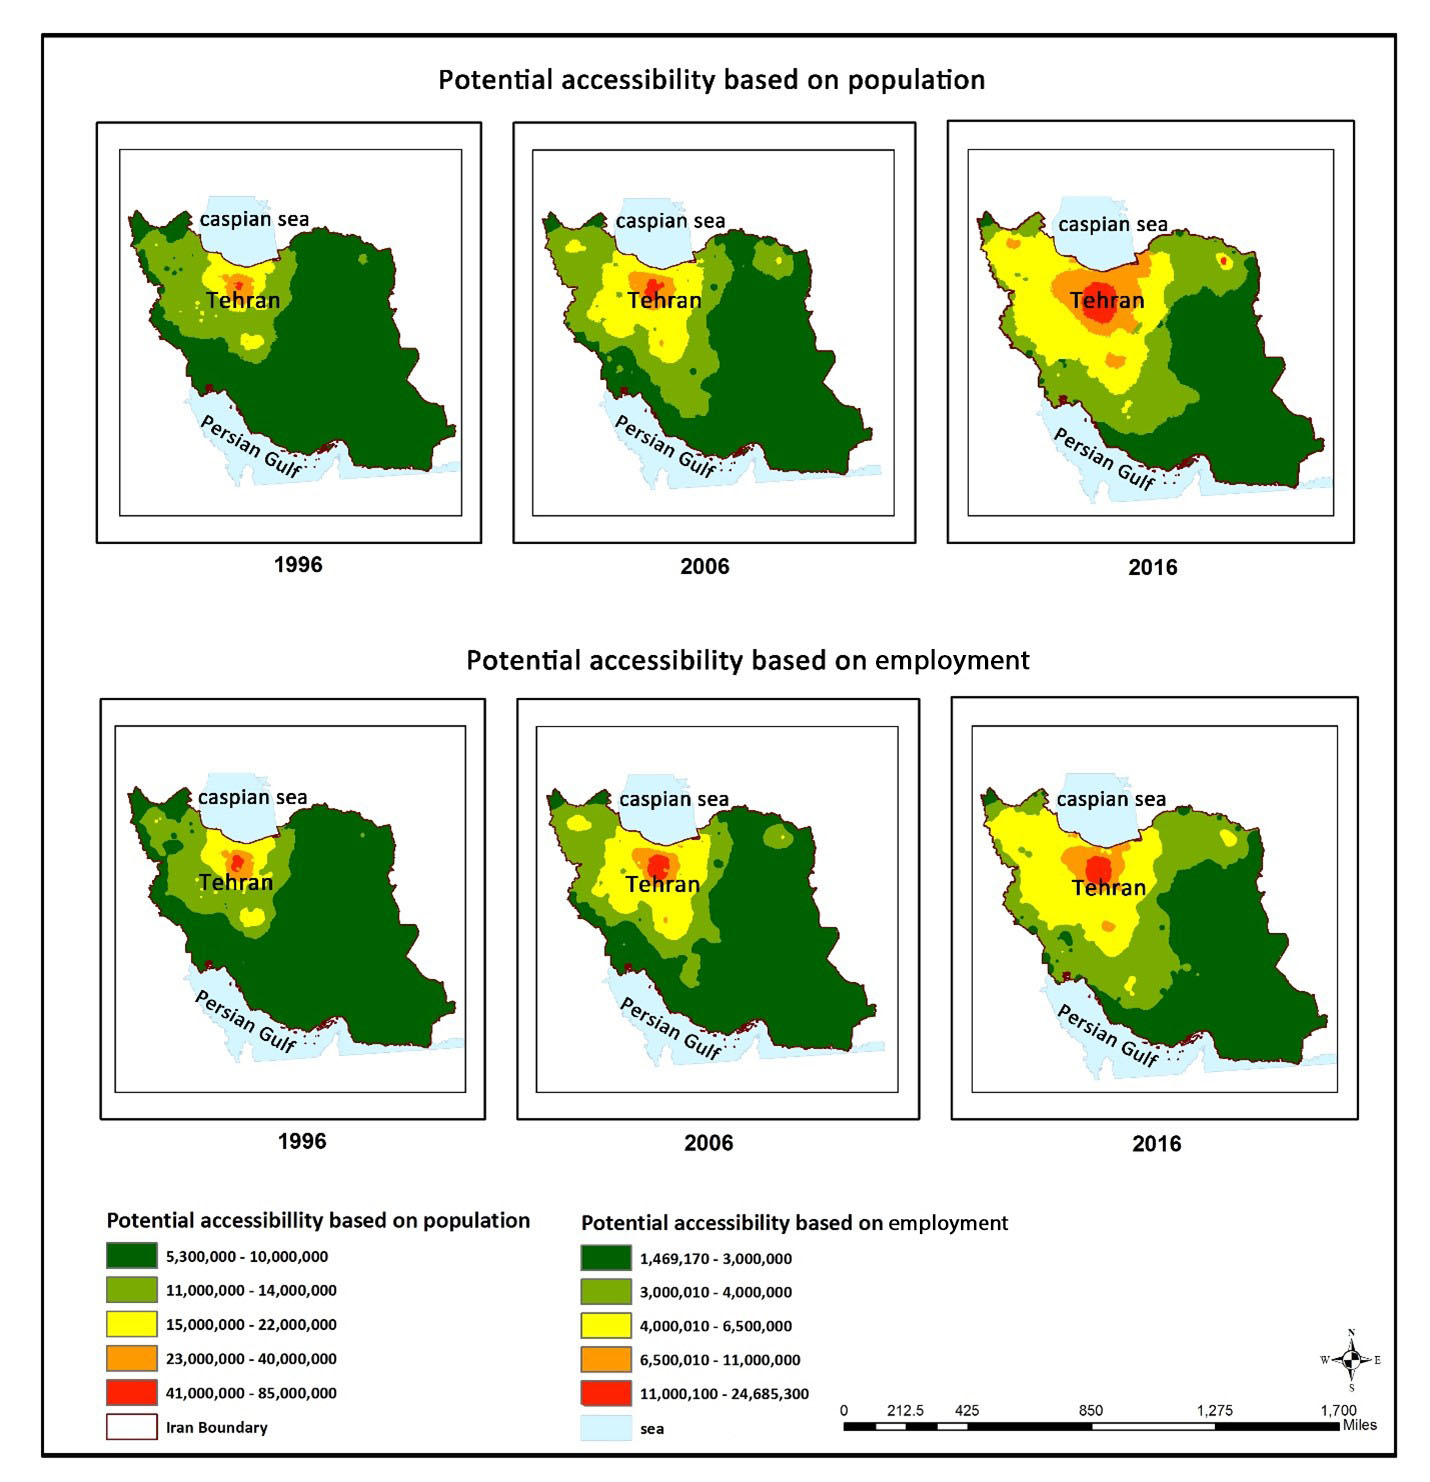 Potential accessibility based on population
caspian sea
Tehran
Persian Gulf
1996
caspian sea
Tehran
Persian Gulf
2006
caspian sea
Tehran
Persian Gulf
2016
Potential accessibility based on employment
caspian sea
Tehran
Persian Gulf
1996
caspian sea
Tehran
Persian Gulf
2006
caspian sea
Tehran
Persian Gulf
2016
Potential accessibillity based on population
5,300,000 - 10,000,000
11,000,000 - 14,000,000
15,000,000 - 22,000,000
23,000,000 - 40,000,000
41,000,000 - 85,000,000
Iran Boundary
Potential accessibility based on employment
1,469,170 - 3,000,000
3,000,010 - 4,000,000
4,000,010 - 6,500,000
6,500,010 - 11,000,000
11,000,100 - 24,685,300
sea
N
W E
S
0 212.5 425 850 1,275 1,700
Miles